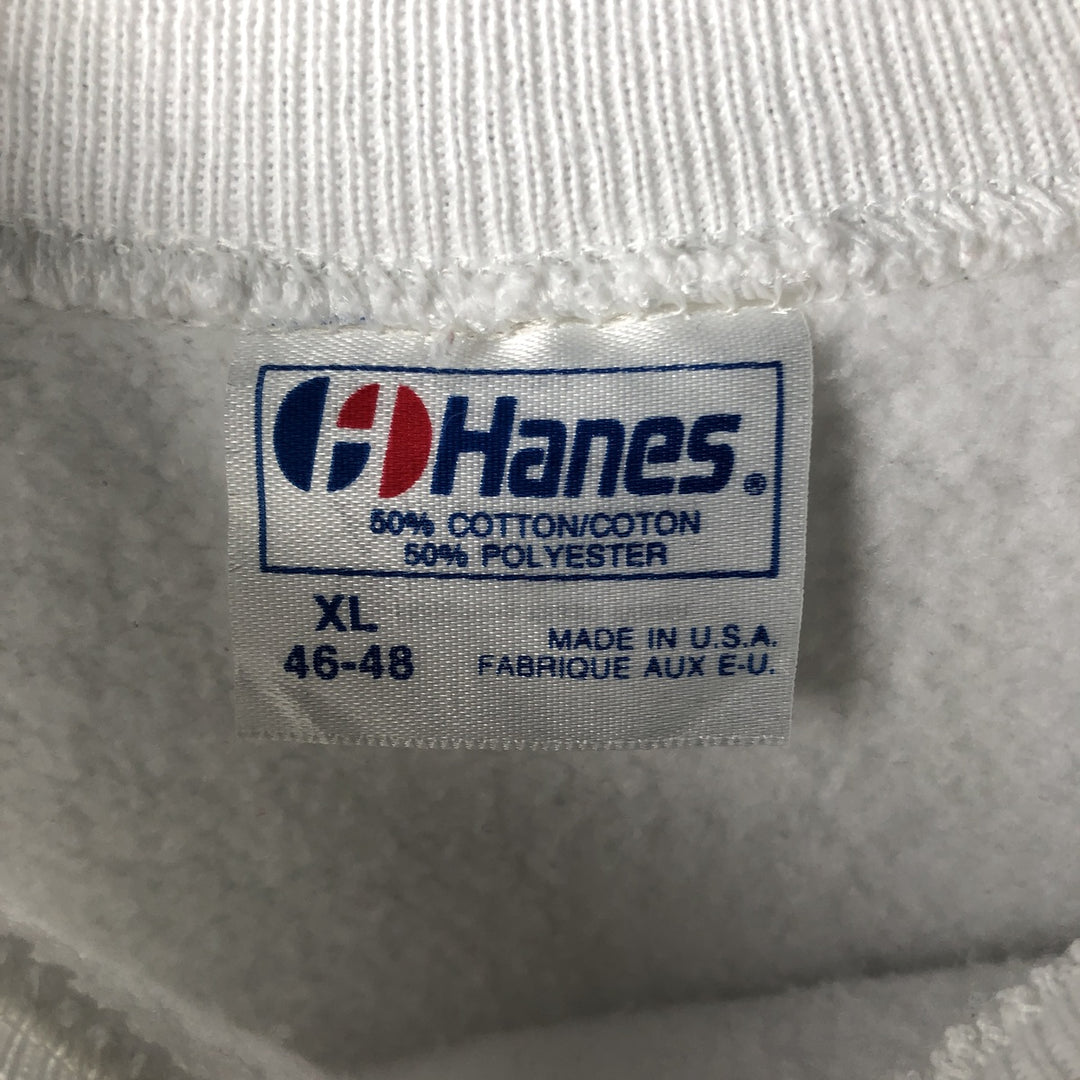 Hanes®
50% COTTON/COTON
50% POLYESTER
XL
46-48
MADE IN U.S.A.
FABRIQUE AUX E-U.